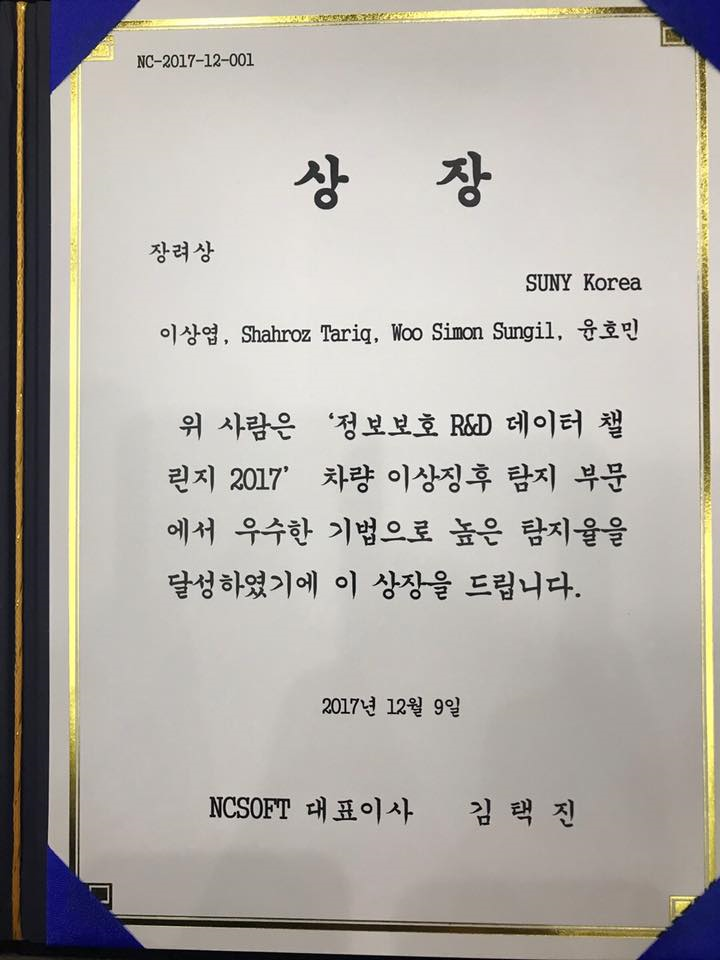 NC-2017-12-001
상 장
장려상
SUNY Korea
이상엽, Shahroz Tariq, Woo Simon Sungil, 윤호민
위 사람은 ‘정보보호 R&D 데이터 챌
린지 2017’ 차량 이상징후 탐지 부문
에서 우수한 기법으로 높은 탐지율을
달성하였기에 이 상장을 드립니다.
2017년 12월 9일
NCSOFT 대표이사 김 택 진